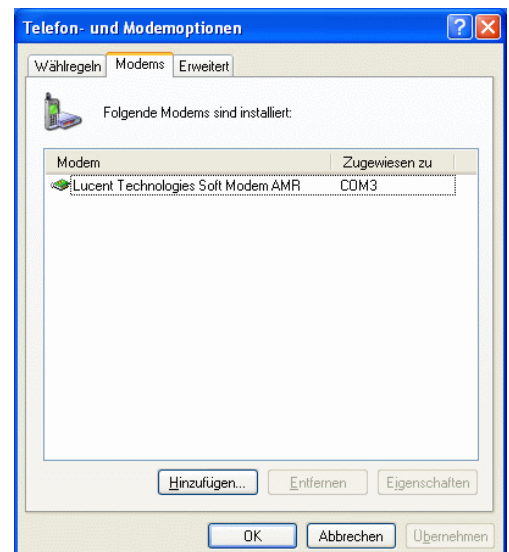 Telefon- und Modemoptionen
Wählregeln Modems Erweitert
Folgende Modems sind installiert:
Modem Zugewiesen zu
Lucent Technologies Soft Modem AMR COM3
Hinzufügen... Entfernen Eigenschaften
OK Abbrechen Übernehmen